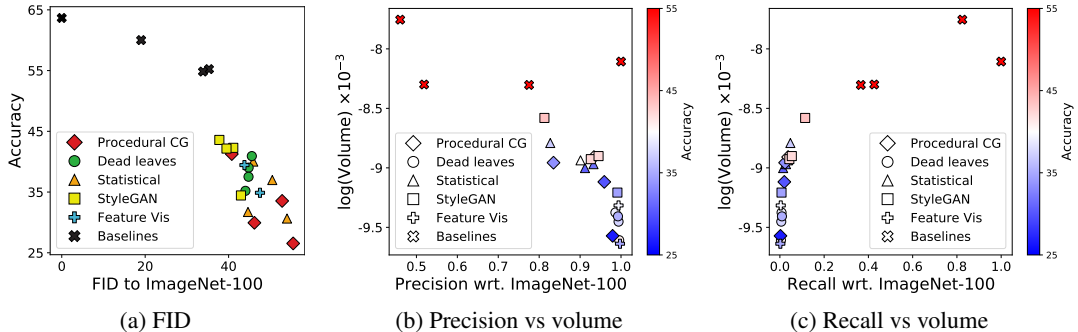 65
55
45
35
25
Accuracy
Procedural CG
Dead leaves
Statistical
StyleGAN
Feature Vis
Baselines
0
20
40
FID to ImageNet-100
(a) FID
-8
-8.5
-9
-9.5
log(Volume) ×10⁻³
Procedural CG
Dead leaves
Statistical
StyleGAN
Feature Vis
Baselines
0.5
0.6
0.7
0.8
0.9
1.0
Precision wrt. ImageNet-100
55
45
35
25
Accuracy
(b) Precision vs volume
-8
-8.5
-9
-9.5
log(Volume) ×10⁻³
Procedural CG
Dead leaves
Statistical
StyleGAN
Feature Vis
Baselines
0.0
0.2
0.4
0.6
0.8
1.0
Recall wrt. ImageNet-100
55
45
35
25
Accuracy
(c) Recall vs volume